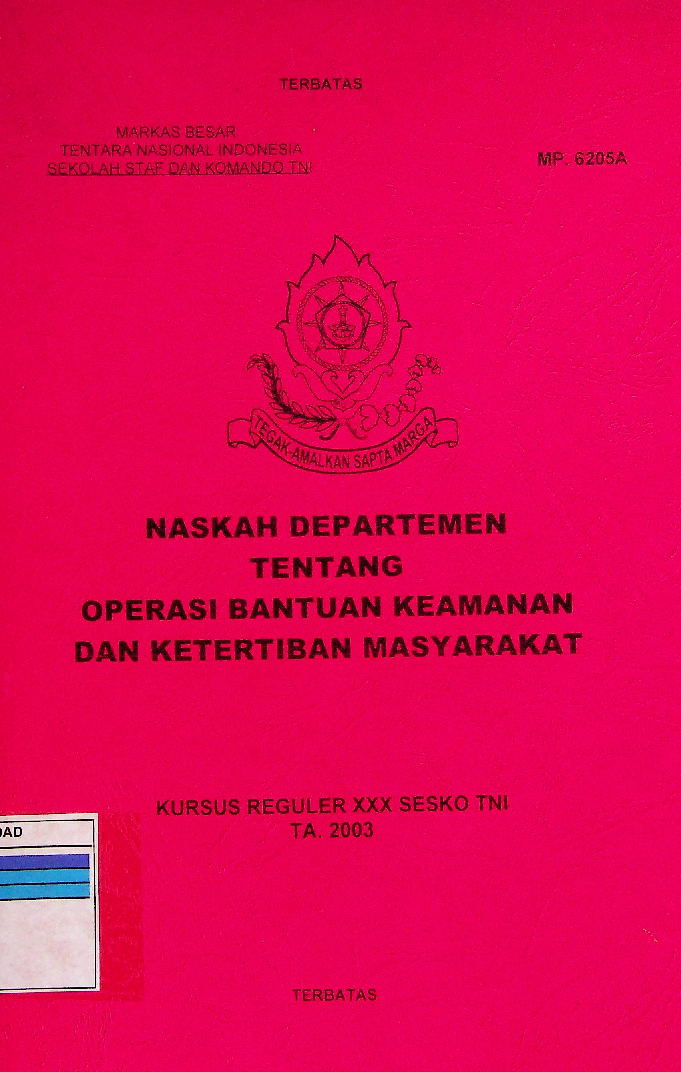 TERBATAS
MARKAS BESAR
TENTARA NASIONAL INDONESIA
SEKOLAH STAF DAN KOMANDO TNI
MP. 6205A
TEGAK-AMALKAN SAPTA MARGA
NASKAH DEPARTEMEN
TENTANG
OPERASI BANTUAN KEAMANAN
DAN KETERTIBAN MASYARAKAT
KURSUS REGULER XXX SESKO TNI
TA. 2003
TERBATAS